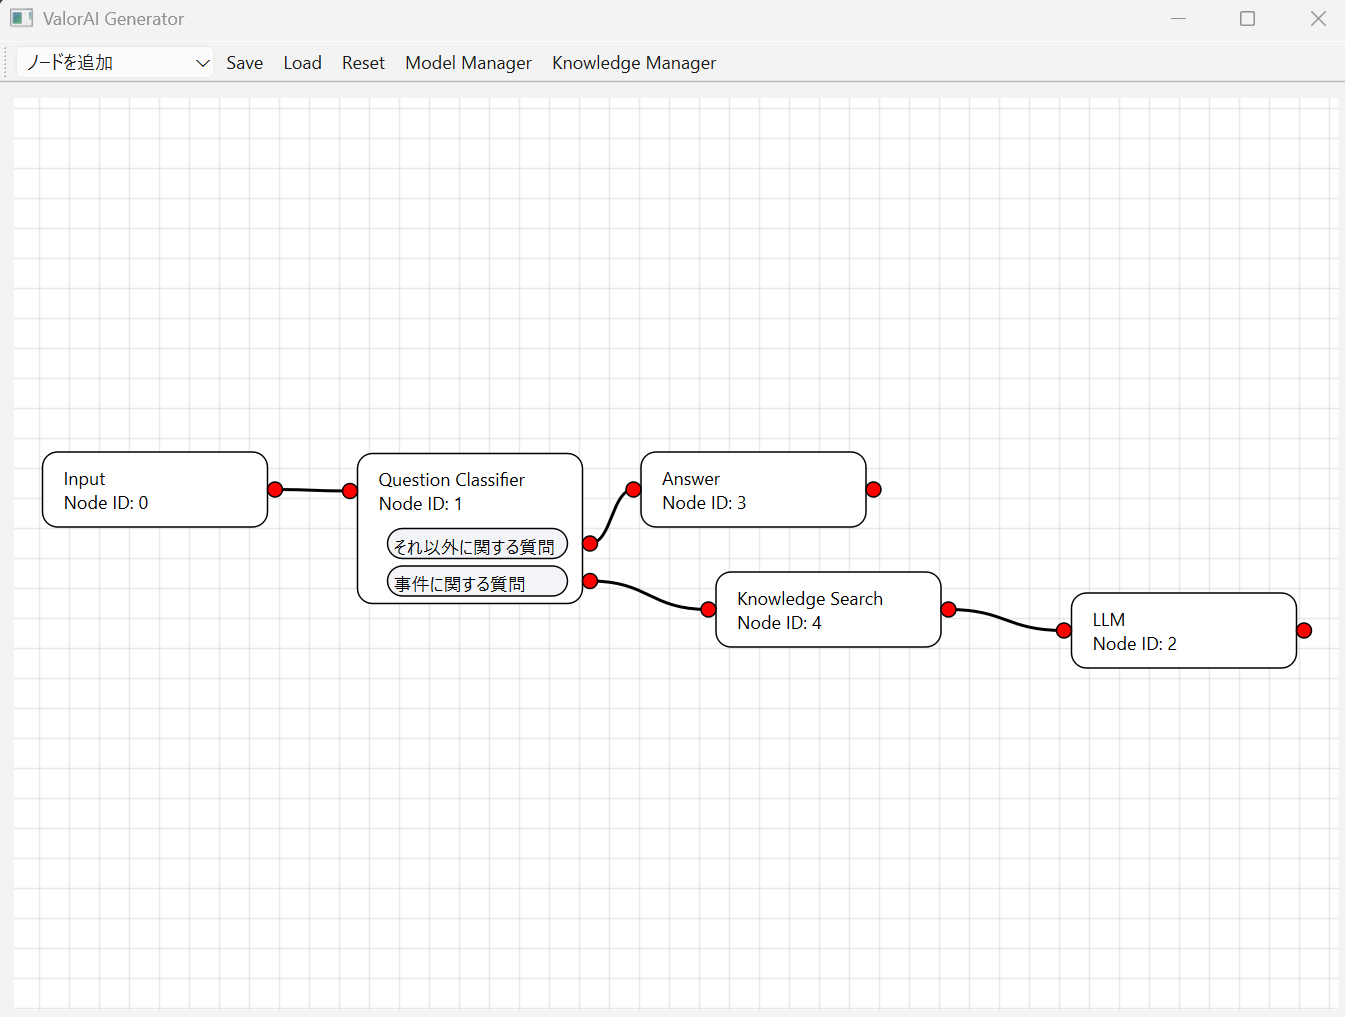 ValorAI Generator
ノードを追加 Save Load Reset Model Manager Knowledge Manager
Input
Node ID: 0
Question Classifier
Node ID: 1
それ以外に関する質問
事件に関する質問
Answer
Node ID: 3
Knowledge Search
Node ID: 4
LLM
Node ID: 2